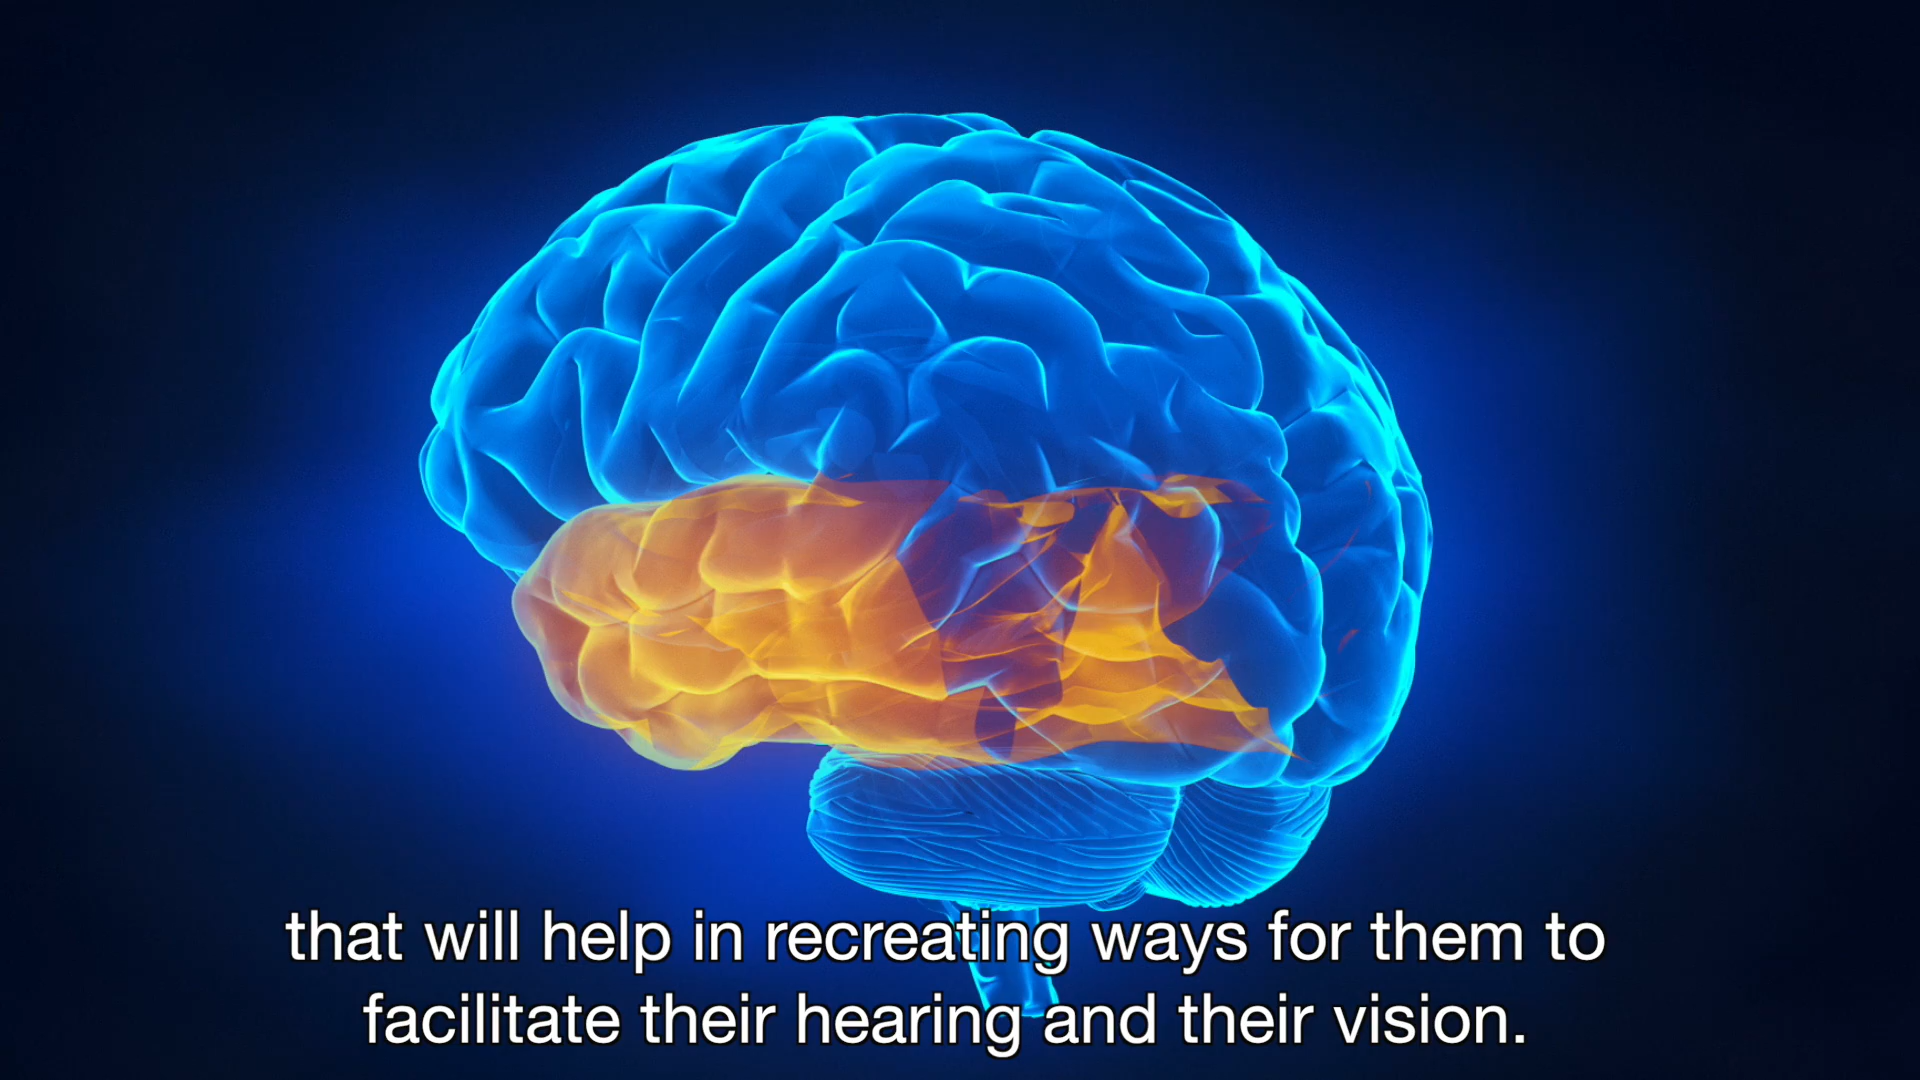 that will help in recreating ways for them to
facilitate their hearing and their vision.